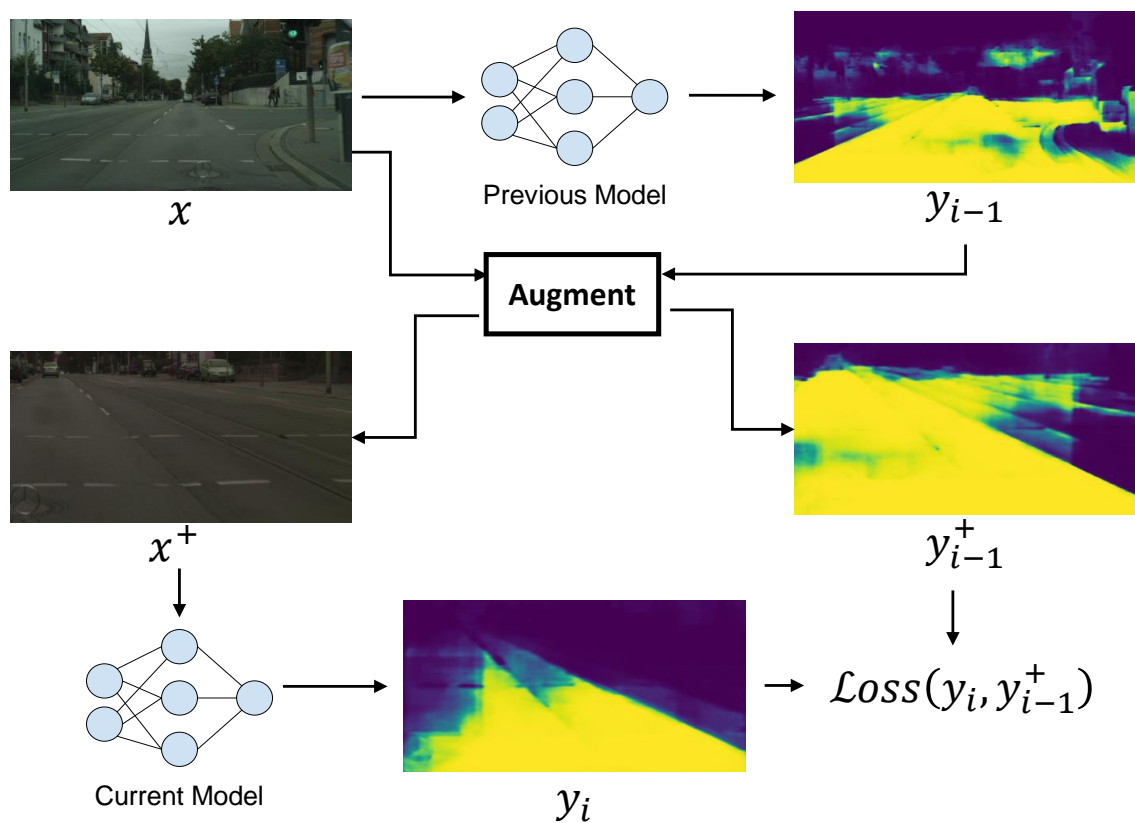 x
Previous Model
y_{i-1}
Augment
x^+
y_{i-1}^+
Current Model
y_i
ℒoss(y_i, y_{i-1}^+)